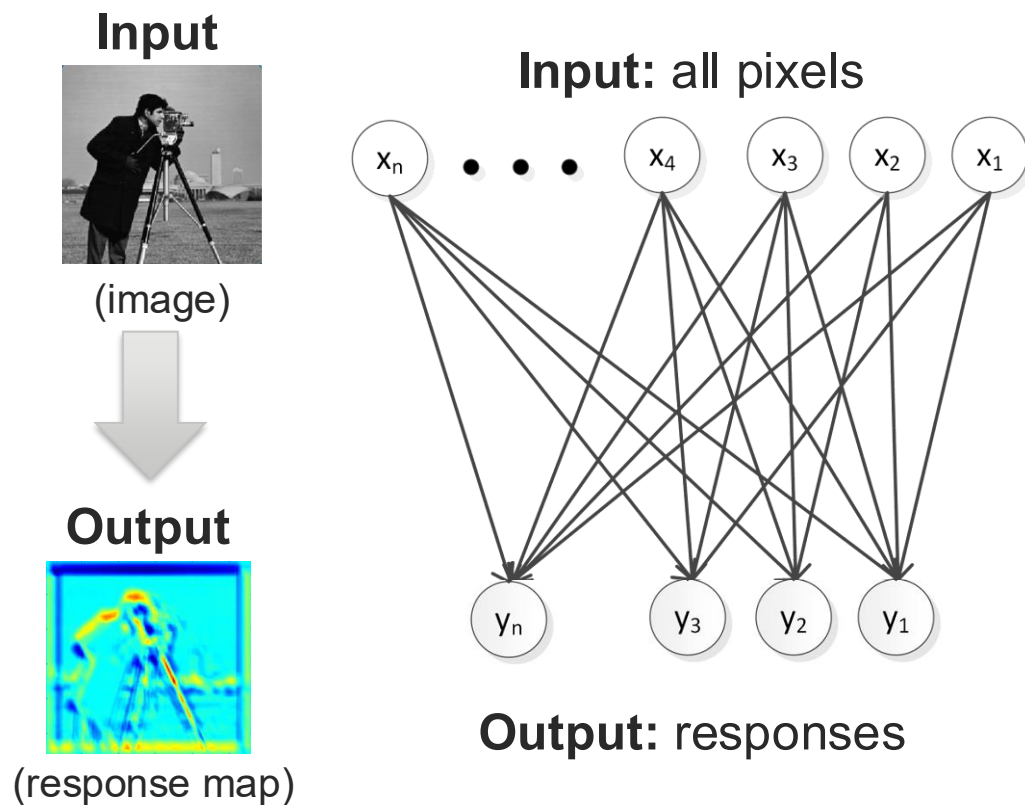 Input
(image)
Output
(response map)
Input: all pixels
xₙ • • • x₄ x₃ x₂ x₁
yₙ y₃ y₂ y₁
Output: responses